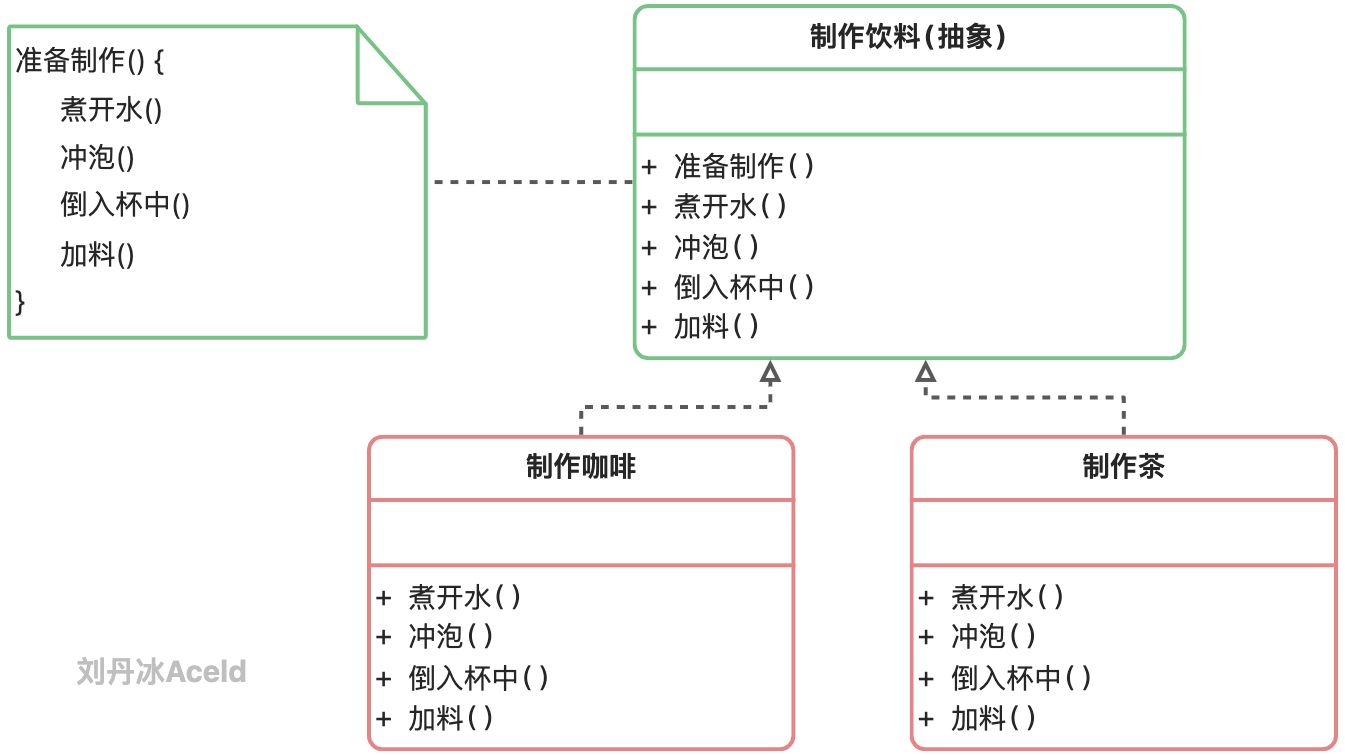 准备制作() {
煮开水()
冲泡()
倒入杯中()
加料()
}
制作饮料(抽象)
+ 准备制作()
+ 煮开水()
+ 冲泡()
+ 倒入杯中()
+ 加料()
制作咖啡
+ 煮开水()
+ 冲泡()
+ 倒入杯中()
+ 加料()
制作茶
+ 煮开水()
+ 冲泡()
+ 倒入杯中()
+ 加料()
刘丹冰Aceld